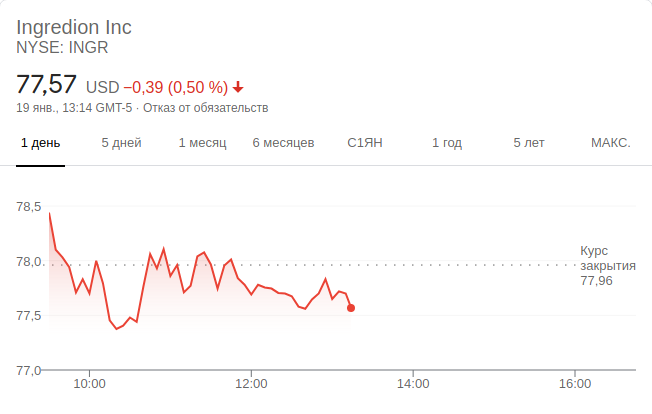 Ingredion Inc
NYSE: INGR
77,57 USD −0,39 (0,50 %)
19 янв., 13:14 GMT-5 · Отказ от обязательств
1 день 5 дней 1 месяц 6 месяцев С1ЯН 1 год 5 лет МАКС.
78,5
78,0
77,5
77,0
Курс
закрытия
77,96
10:00 12:00 14:00 16:00